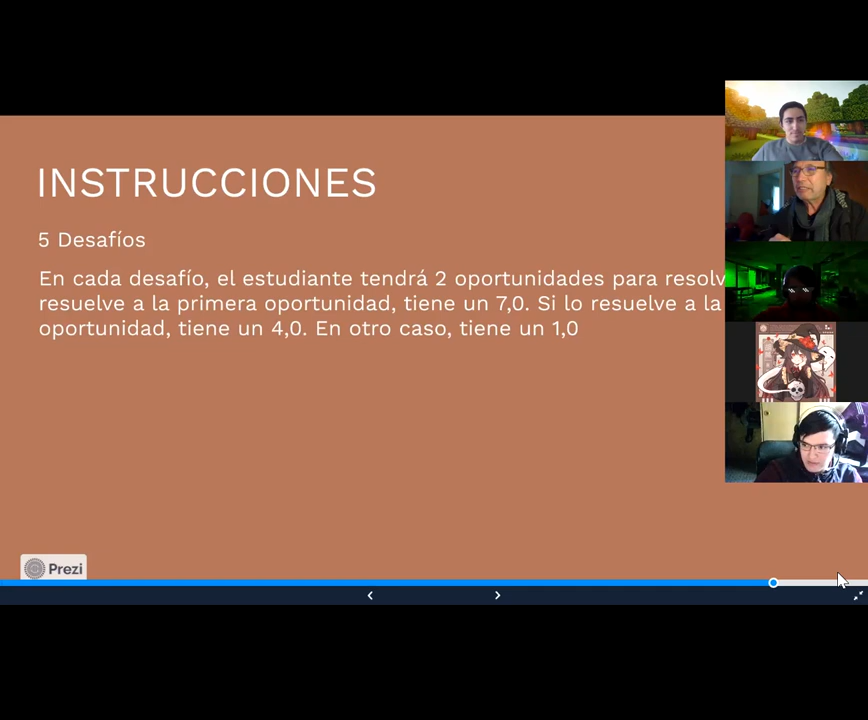 INSTRUCCIONES
5 Desafíos
En cada desafío, el estudiante tendrá 2 oportunidades para resolv
resuelve a la primera oportunidad, tiene un 7,0. Si lo resuelve a la
oportunidad, tiene un 4,0. En otro caso, tiene un 1,0
Prezi